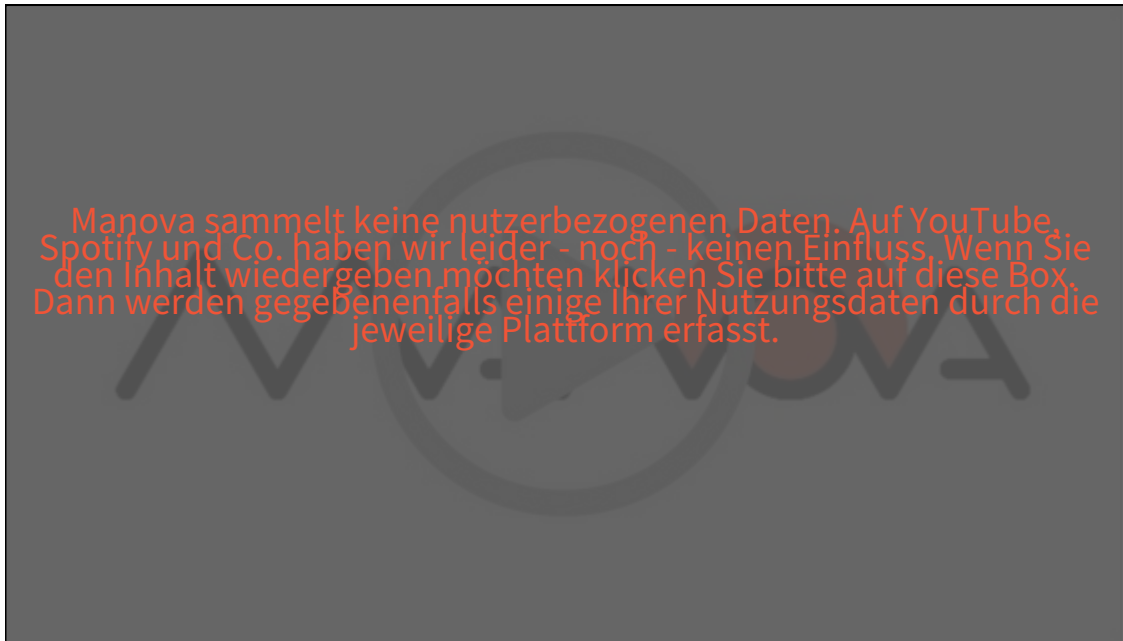 Manova sammelt keine nutzerbezogenen Daten. Auf YouTube,
Spotify und Co. haben wir leider - noch - keinen Einfluss. Wenn Sie
den Inhalt wiedergeben möchten klicken Sie bitte auf diese Box.
Dann werden gegebenenfalls einige Ihrer Nutzungsdaten durch die
jeweilige Plattform erfasst.
MANOVA